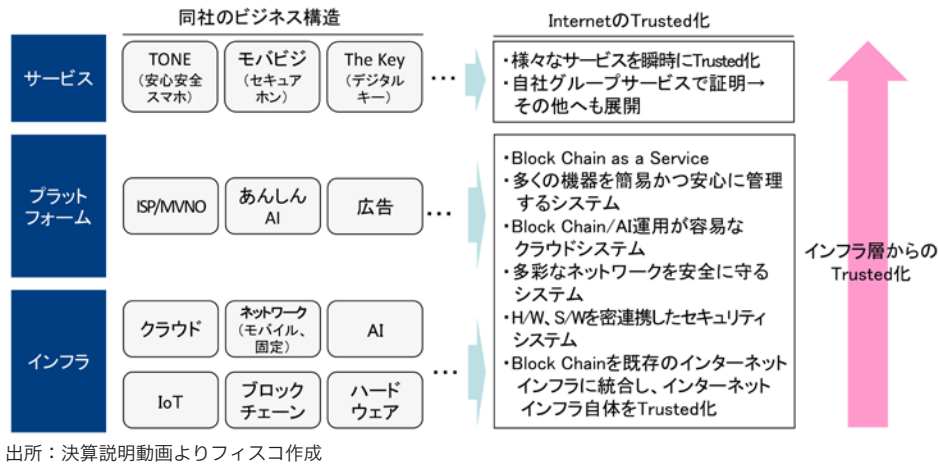 同社のビジネス構造
InternetのTrusted化
サービス
TONE
(安心安全
スマホ)
モバビジ
(セキュア
ホン)
The Key
(デジタル
キー)
…
・様々なサービスを瞬時にTrusted化
・自社グループサービスで証明→
その他へも展開
プラット
フォーム
ISP/MVNO
あんしん
AI
広告
…
インフラ
クラウド
ネットワーク
(モバイル、
固定)
AI
IoT
ブロック
チェーン
ハード
ウェア
…
・Block Chain as a Service
・多くの機器を簡易かつ安心に管理
するシステム
・Block Chain/AI運用が容易な
クラウドシステム
・多彩なネットワークを安全に守る
システム
・H/W、S/Wを密連携したセキュリティ
システム
・Block Chainを既存のインターネット
インフラに統合し、インターネット
インフラ自体をTrusted化
インフラ層からの
Trusted化
出所：決算説明動画よりフィスコ作成